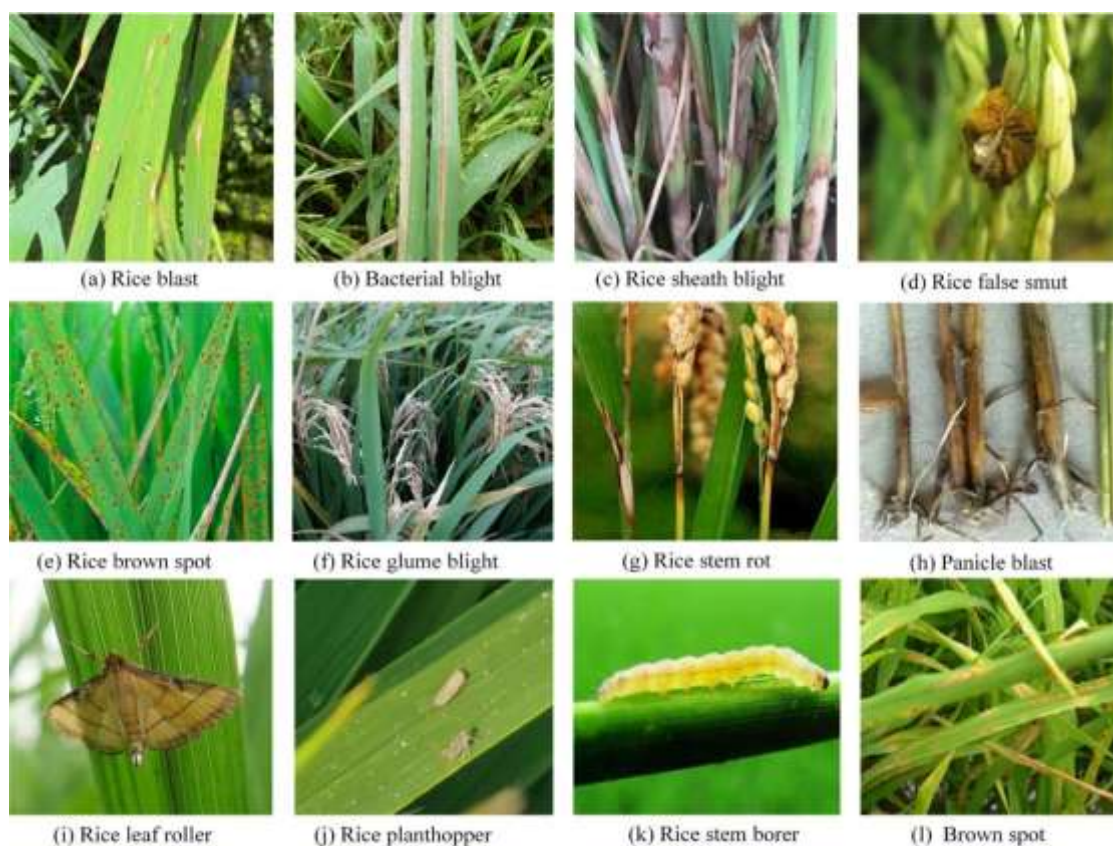 (a) Rice blast
(b) Bacterial blight
(c) Rice sheath blight
(d) Rice false smut
(e) Rice brown spot
(f) Rice glume blight
(g) Rice stem rot
(h) Panicle blast
(i) Rice leaf roller
(j) Rice planthopper
(k) Rice stem borer
(l) Brown spot